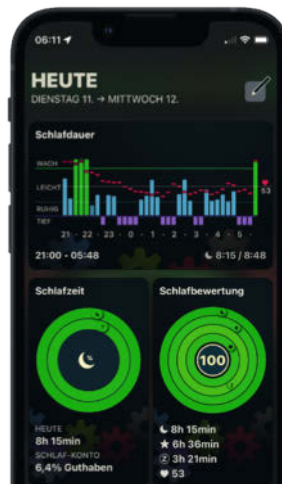 06:11
HEUTE
DIENSTAG 11. → MITTWOCH 12.
Schlafdauer
WACH
LEICHT
53
RUHIG
TIEF
21 - 22 - 23 - 0 - 1 - 2 - 3 - 4 - 5 -
21:00 - 05:48
8:15 / 8:48
Schlafzeit
Schlafbewertung
100
HEUTE
8h 15min
SCHLAF-KONTO
6,4% Guthaben
8h 15min
6h 36min
Z 3h 21min
53